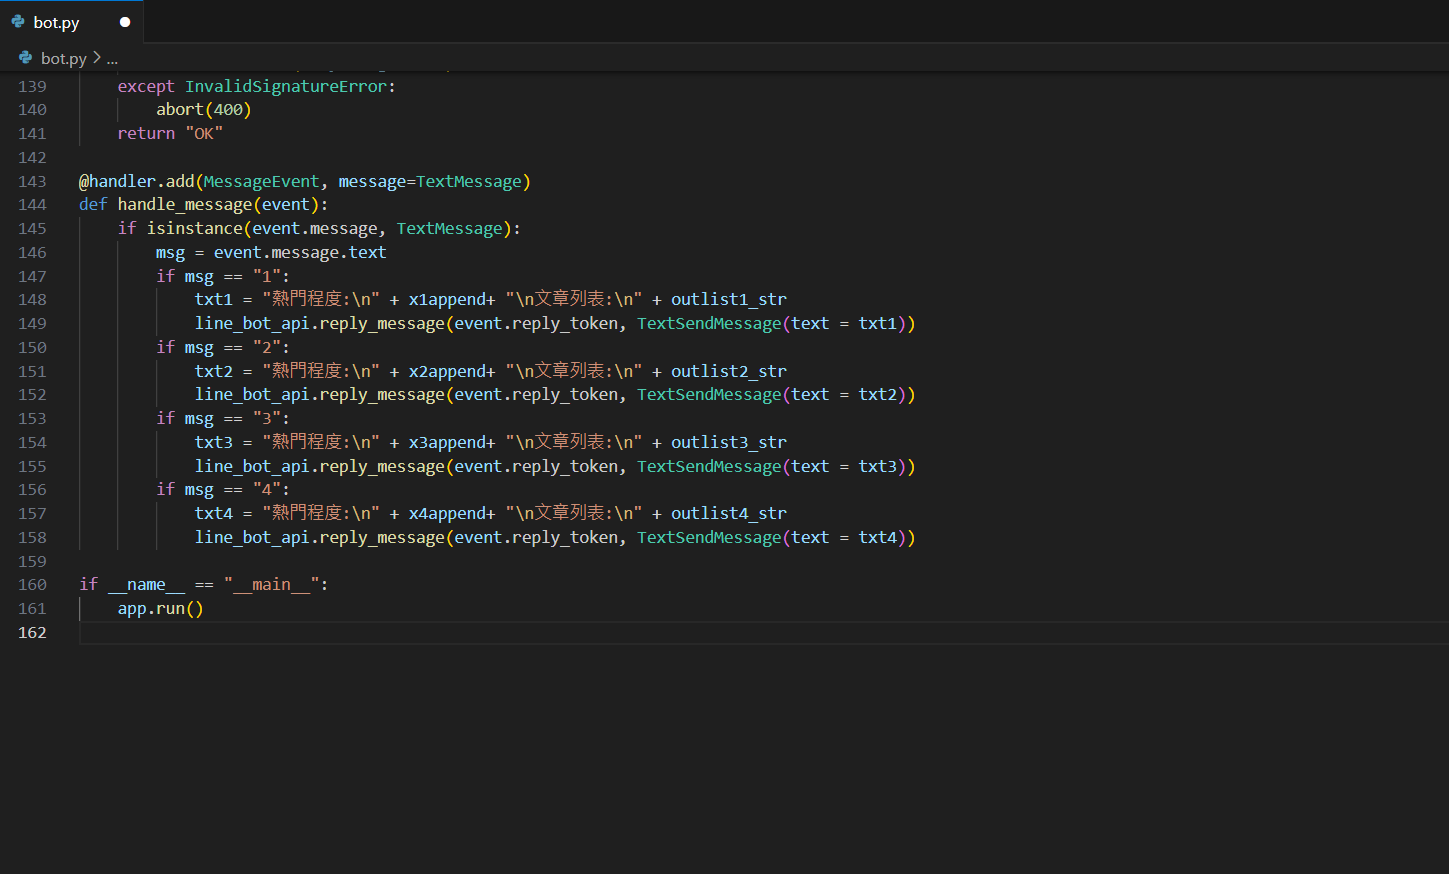 bot.py
bot.py > ...
139 except InvalidSignatureError:
140 abort(400)
141 return "OK"
142
143 @handler.add(MessageEvent, message=TextMessage)
144 def handle_message(event):
145 if isinstance(event.message, TextMessage):
146 msg = event.message.text
147 if msg == "1":
148 txt1 = "熱門程度:\n" + x1append+ "\n文章列表:\n" + outlist1_str
149 line_bot_api.reply_message(event.reply_token, TextSendMessage(text = txt1))
150 if msg == "2":
151 txt2 = "熱門程度:\n" + x2append+ "\n文章列表:\n" + outlist2_str
152 line_bot_api.reply_message(event.reply_token, TextSendMessage(text = txt2))
153 if msg == "3":
154 txt3 = "熱門程度:\n" + x3append+ "\n文章列表:\n" + outlist3_str
155 line_bot_api.reply_message(event.reply_token, TextSendMessage(text = txt3))
156 if msg == "4":
157 txt4 = "熱門程度:\n" + x4append+ "\n文章列表:\n" + outlist4_str
158 line_bot_api.reply_message(event.reply_token, TextSendMessage(text = txt4))
159
160 if __name__ == "__main__":
161 app.run()
162